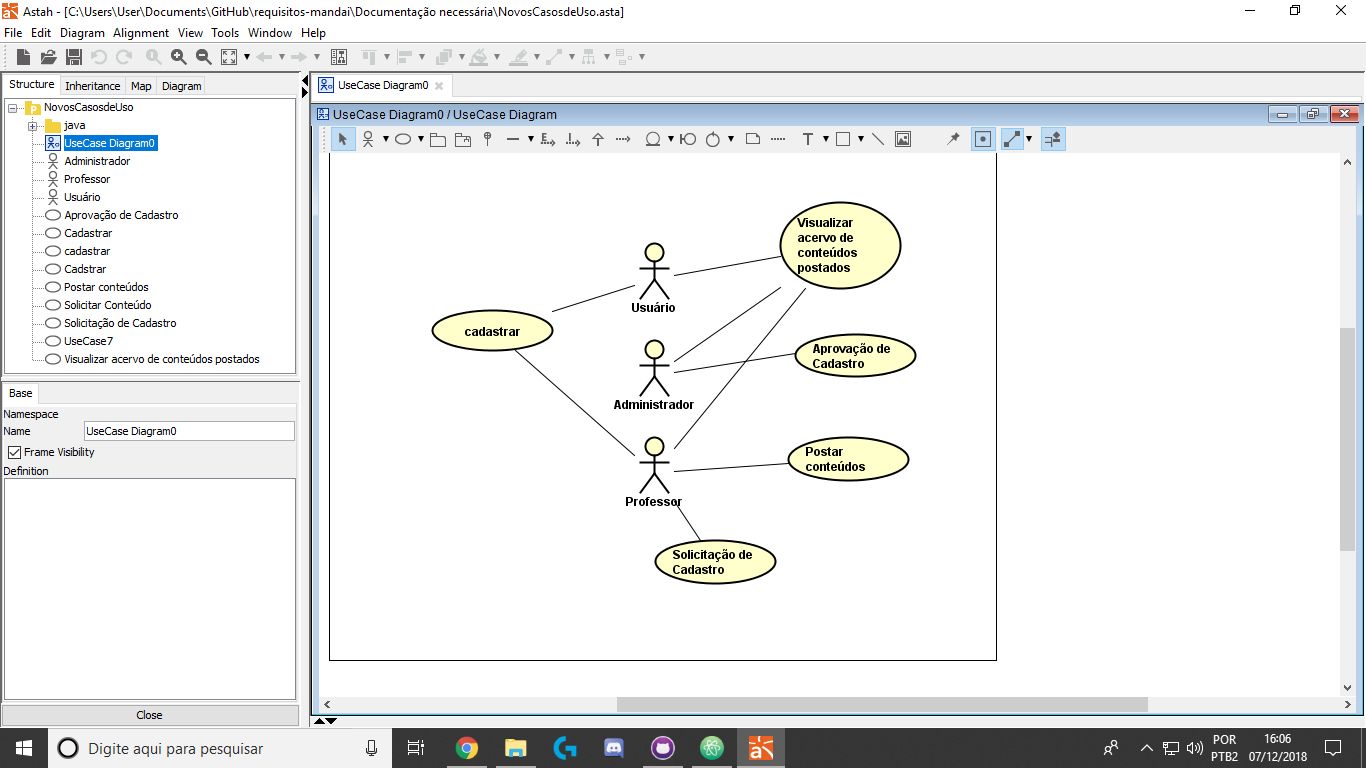 Astah - [C:\Users\User\Documents\GitHub\requisitos-mandai\Documentação necessária\NovosCasosdeUso.asta]
File Edit Diagram Alignment View Tools Window Help
Structure Inheritance Map Diagram
NovosCasosdeUso
java
UseCase Diagram0
Administrador
Professor
Usuário
Aprovação de Cadastro
Cadastrar
cadastrar
Cadstrar
Postar conteúdos
Solicitar Conteúdo
Solicitação de Cadastro
UseCase7
Visualizar acervo de conteúdos postados
Base
Namespace
Name UseCase Diagram0
Frame Visibility
Definition
Close
UseCase Diagram0
UseCase Diagram0 / UseCase Diagram
T
Visualizar
acervo de
conteúdos
postados
Usuário
cadastrar
Aprovação de
Cadastro
Administrador
Postar
conteúdos
Professor
Solicitação de
Cadastro
Digite aqui para pesquisar
POR
PTB2
16:06
07/12/2018